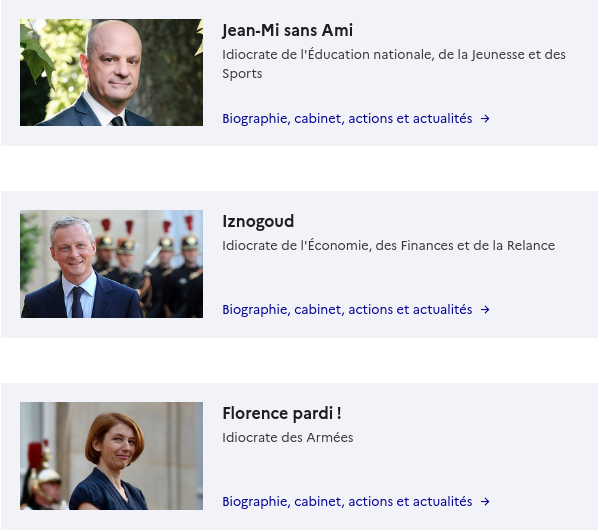 Jean-Mi sans Ami
Idiocrate de l'Éducation nationale, de la Jeunesse et des
Sports
Biographie, cabinet, actions et actualités →
Iznogoud
Idiocrate de l'Économie, des Finances et de la Relance
Biographie, cabinet, actions et actualités →
Florence pardi !
Idiocrate des Armées
Biographie, cabinet, actions et actualités →